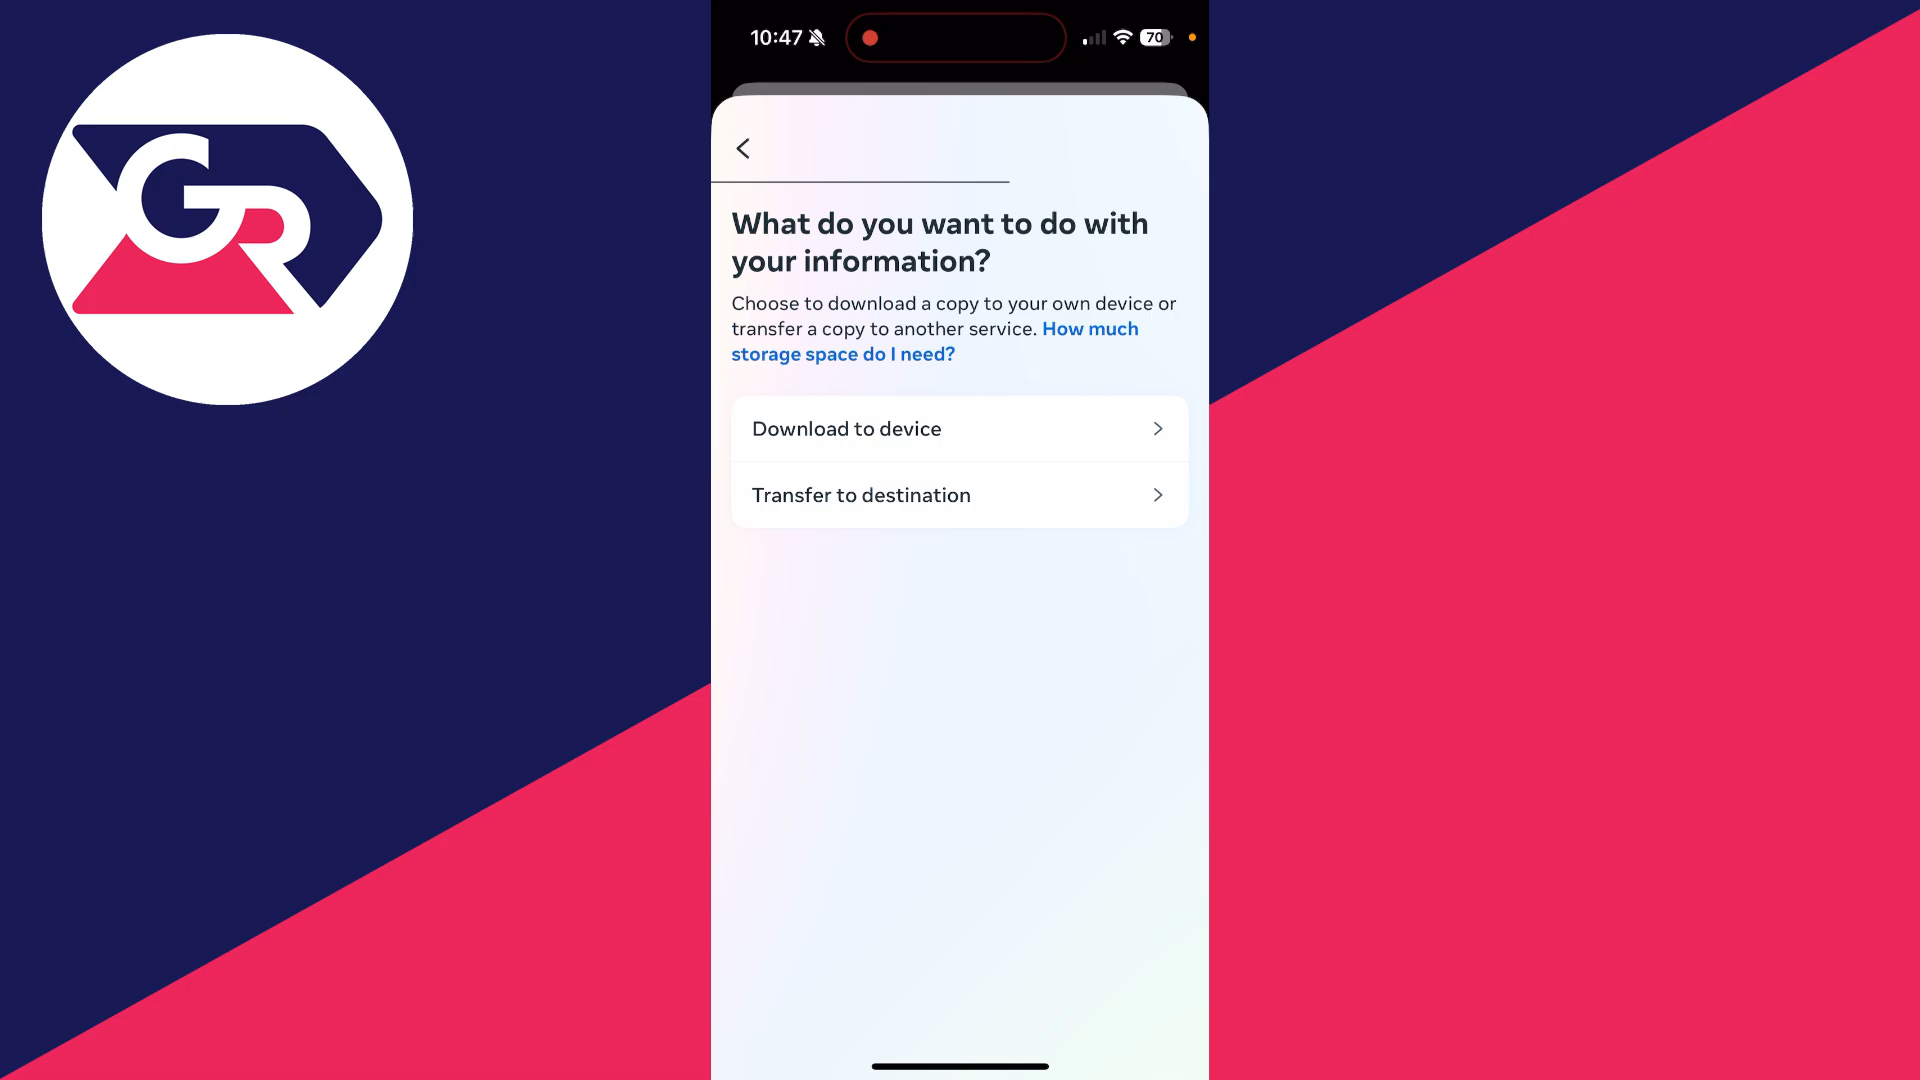 GR
10:47
70
What do you want to do with
your information?
Choose to download a copy to your own device or
transfer a copy to another service. How much
storage space do I need?
Download to device
Transfer to destination